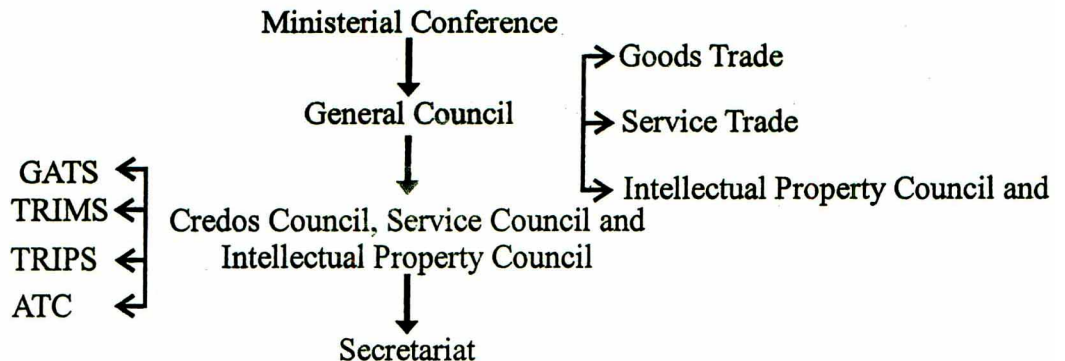 Ministerial Conference
Goods Trade
General Council
Service Trade
GATS
Intellectual Property Council and
TRIMS
Credos Council, Service Council and
TRIPS
Intellectual Property Council
ATC
Secretariat